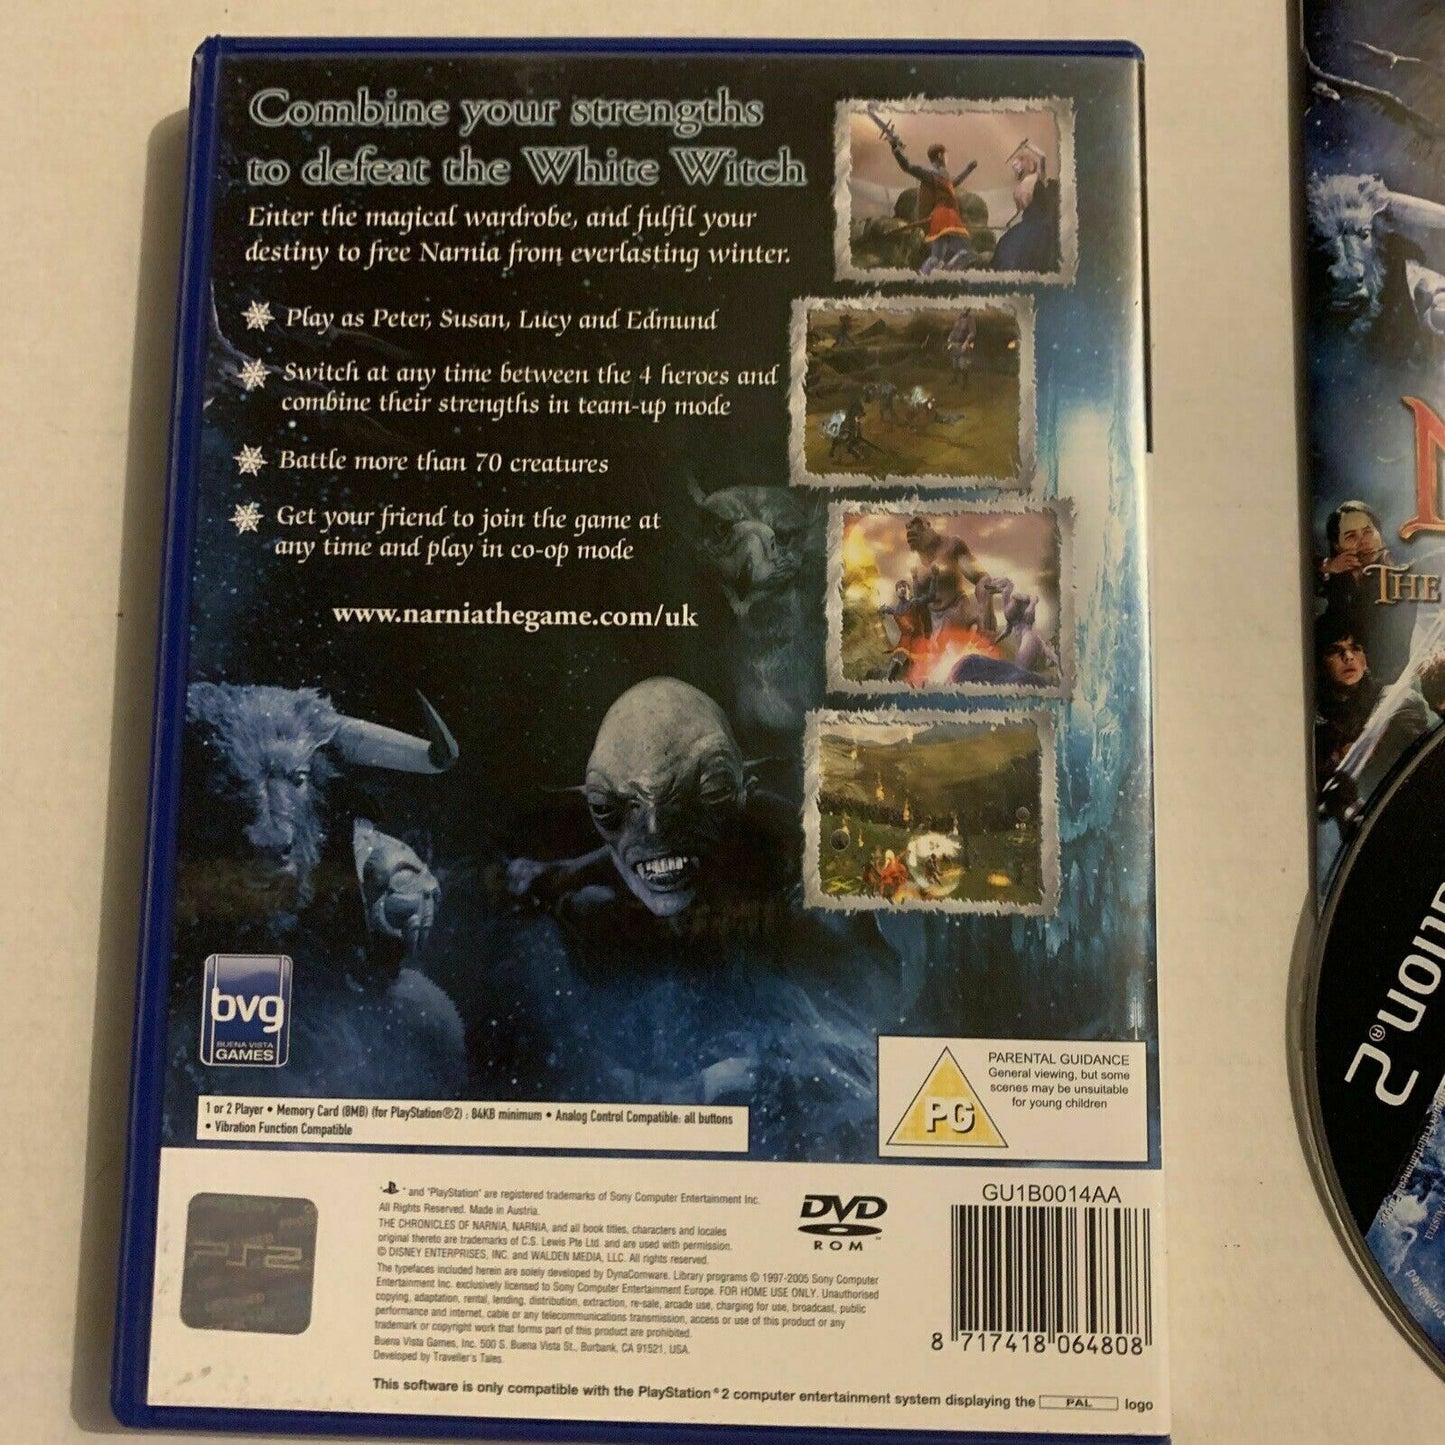 Combine your strengths
to defeat the White Witch
Enter the magical wardrobe, and fulfil your
destiny to free Narnia from everlasting winter.
Play as Peter, Susan, Lucy and Edmund
Switch at any time between the 4 heroes and
combine their strengths in team-up mode
Battle more than 70 creatures
Get your friend to join the game at
any time and play in co-op mode
www.narniathegame.com/uk
THE
bvg
BUENA VISTA
GAMES
ation®2
PARENTAL GUIDANCE
General viewing, but some
scenes may be unsuitable
for young children
PG
1 or 2 Player • Memory Card (8MB) (for PlayStation®2) : 84KB minimum • Analog Control Compatible: all buttons
• Vibration Function Compatible
PS2
" and "PlayStation" are registered trademarks of Sony Computer Entertainment Inc.
All Rights Reserved. Made in Austria.
THE CHRONICLES OF NARNIA, NARNIA, and all book titles, characters and locales
original thereto are trademarks of C.S. Lewis Pte Ltd. and are used with permission.
© DISNEY ENTERPRISES, INC. and WALDEN MEDIA, LLC. All rights reserved.
The typefaces included herein are solely developed by DynaComware. Library programs © 1997-2005 Sony Computer
Entertainment Inc. exclusively licensed to Sony Computer Entertainment Europe. FOR HOME USE ONLY. Unauthorised
copying, adaptation, rental, lending, distribution, extraction, re-sale, arcade use, charging for use, broadcast, public
performance and internet, cable or any telecommunications transmission, access or use of this product or any
trademark or copyright work that forms part of this product are prohibited.
Buena Vista Games, Inc. 500 S. Buena Vista St., Burbank, CA 91521, USA.
Developed by Traveller's Tales.
DVD
ROM
GU1B0014AA
8 717418 064808
This software is only compatible with the PlayStation®2 computer entertainment system displaying the PAL logo